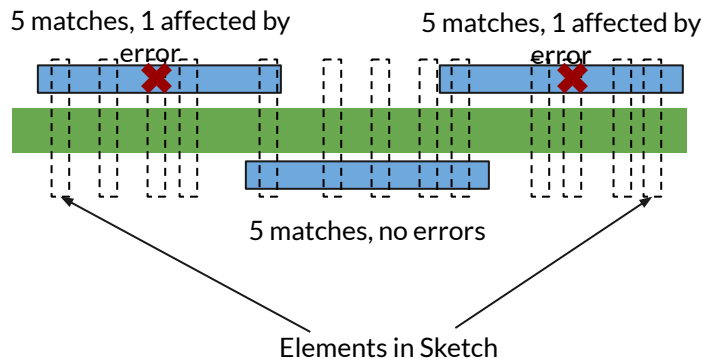 5 matches, 1 affected by
error
5 matches, 1 affected by
error
5 matches, no errors
Elements in Sketch